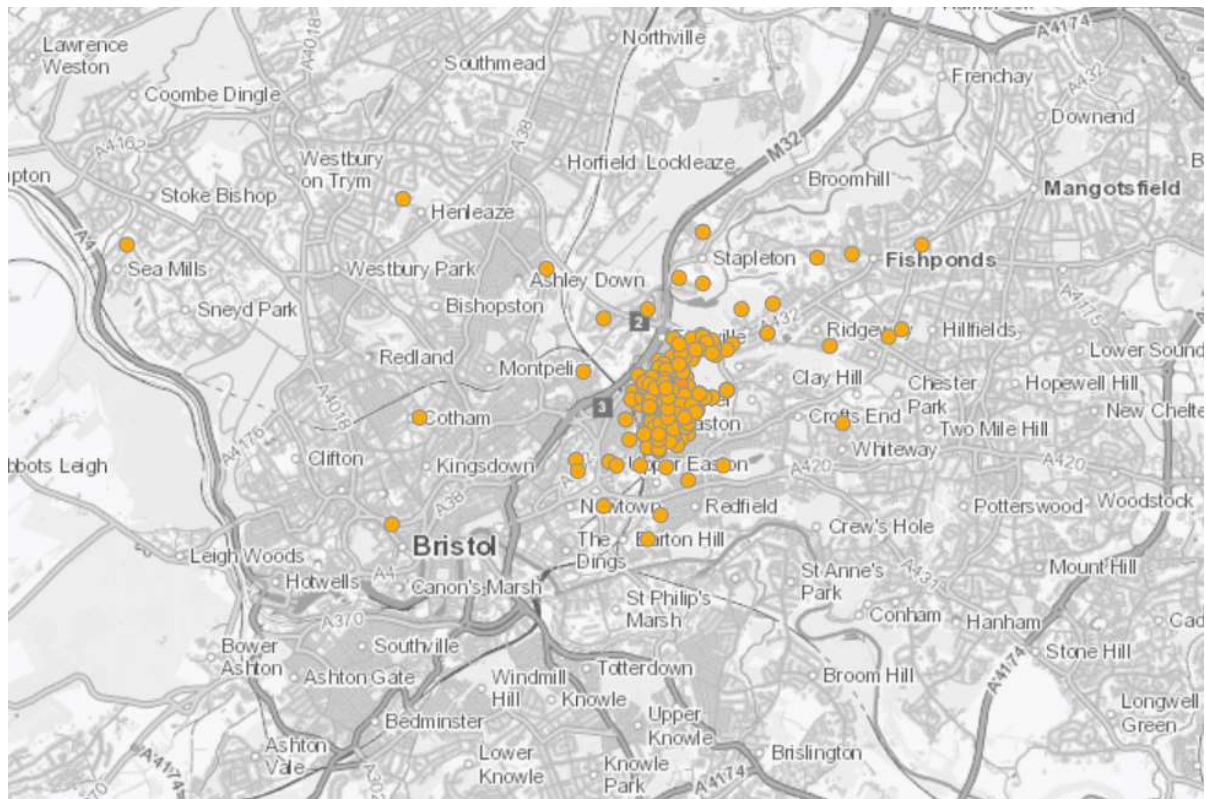 A4174
Lawrence
Weston
A4018
Northville
Southmead
Frenchay
A432
Coombe Dingle
A38
Downend
M32
Westbury
on Trym
Horfield
Lockleaze
Broomhill
Stoke Bishop
Mangotsfield
Henleaze
A4
Sea Mills
Westbury Park
Ashley Down
Stapleton
Fishponds
Sneyd Park
Bishopston
2
A432
Ridgeway
Hillfields
A4175
Redland
Montpeli
Clay Hill
Lower Sound
Chester
Park
Hopewell Hill
A4018
Cotham
3
Crofts End
New Chelte
Two Mile Hill
A4176
Clifton
Kingsdown
Upper Easton
Whiteway
A420
A420
bbots Leigh
A38
Newtown
Redfield
Potterswood
Woodstock
Crew's Hole
Leigh Woods
Bristol
The
Dings
Barton Hill
Hotwells
A4
Canon's Marsh
St Anne's
Park
A431
Mount Hill
A370
St Philip's
Marsh
Conham
Hanham
Cad
Bower
Ashton
Southville
Stone Hill
Ashton Gate
Windmill
Hill
Totterdown
Broom Hill
A4174
Knowle
Longwell
Green
Bedminster
Upper
Knowle
Ashton
Vale
Lower
Knowle
Brislington
Knowle
Park
A4174
A4174